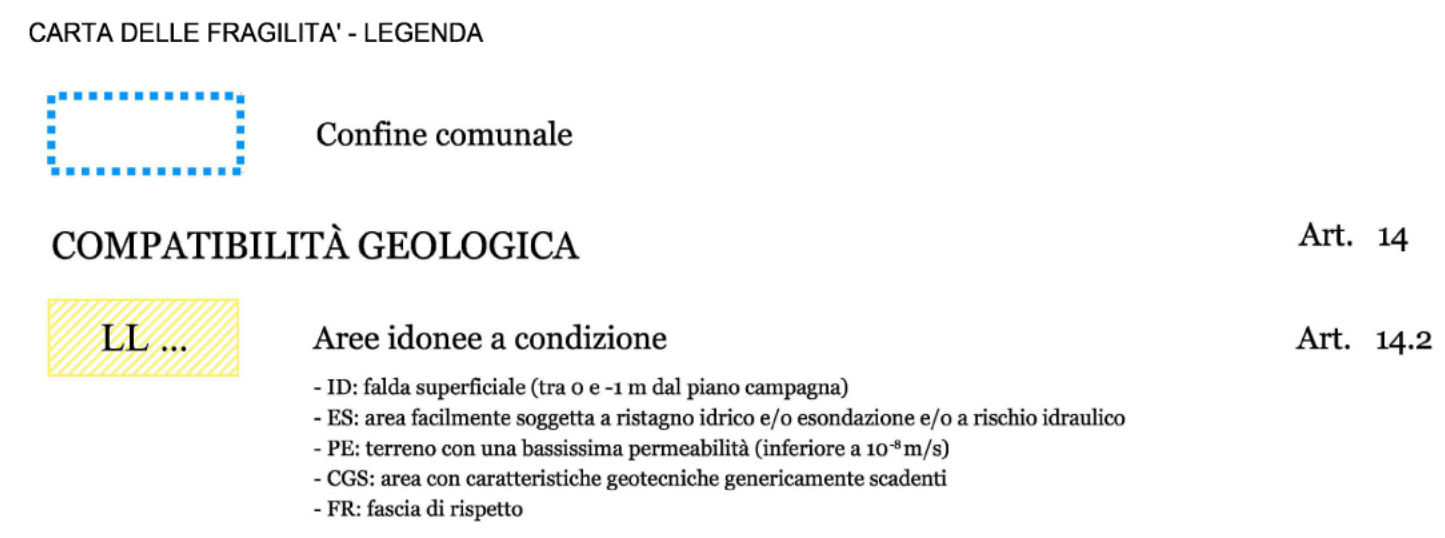 CARTA DELLE FRAGILITA' - LEGENDA
Confine comunale
COMPATIBILITÀ GEOLOGICA Art. 14
LL ... Aree idonee a condizione Art. 14.2
- ID: falda superficiale (tra 0 e -1 m dal piano campagna)
- ES: area facilmente soggetta a ristagno idrico e/o esondazione e/o a rischio idraulico
- PE: terreno con una bassissima permeabilità (inferiore a 10⁻⁸ m/s)
- CGS: area con caratteristiche geotecniche genericamente scadenti
- FR: fascia di rispetto